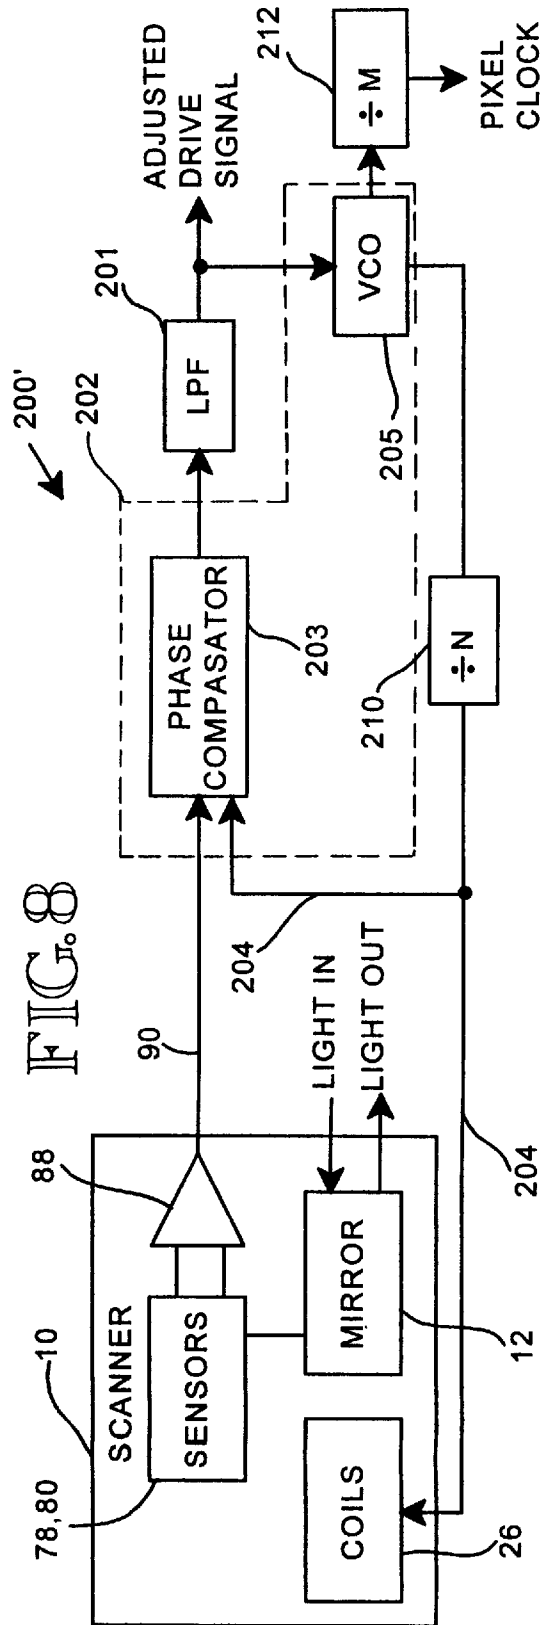 FIG.8
200'
10
SCANNER
78,80
SENSORS
88
90
COILS
26
MIRROR
12
LIGHT IN
LIGHT OUT
204
204
202
PHASE
COMPASATOR
203
201
LPF
ADJUSTED
DRIVE
SIGNAL
VCO
205
210
÷N
212
÷M
PIXEL
CLOCK